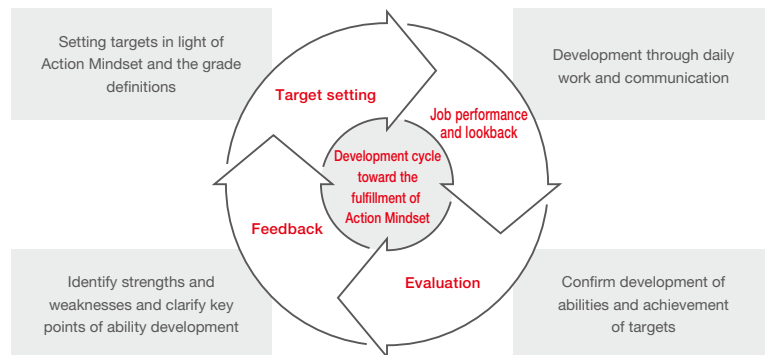 Setting targets in light of
Action Mindset and the grade
definitions
Development through daily
work and communication
Target setting
Job performance
and lookback
Development cycle
toward the
fulfillment of
Action Mindset
Feedback
Evaluation
Identify strengths and
weaknesses and clarify key
points of ability development
Confirm development of
abilities and achievement
of targets